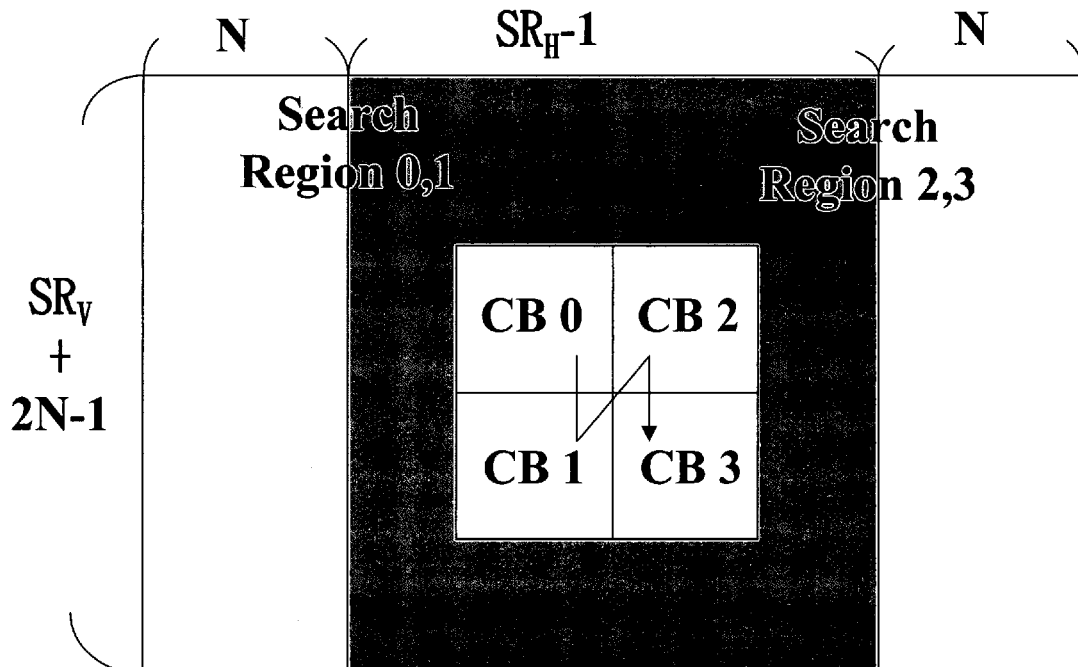 N
SR_H-1
N
Search
Region 0,1
Search
Region 2,3
SR_V
+
2N-1
CB 0
CB 2
CB 1
CB 3